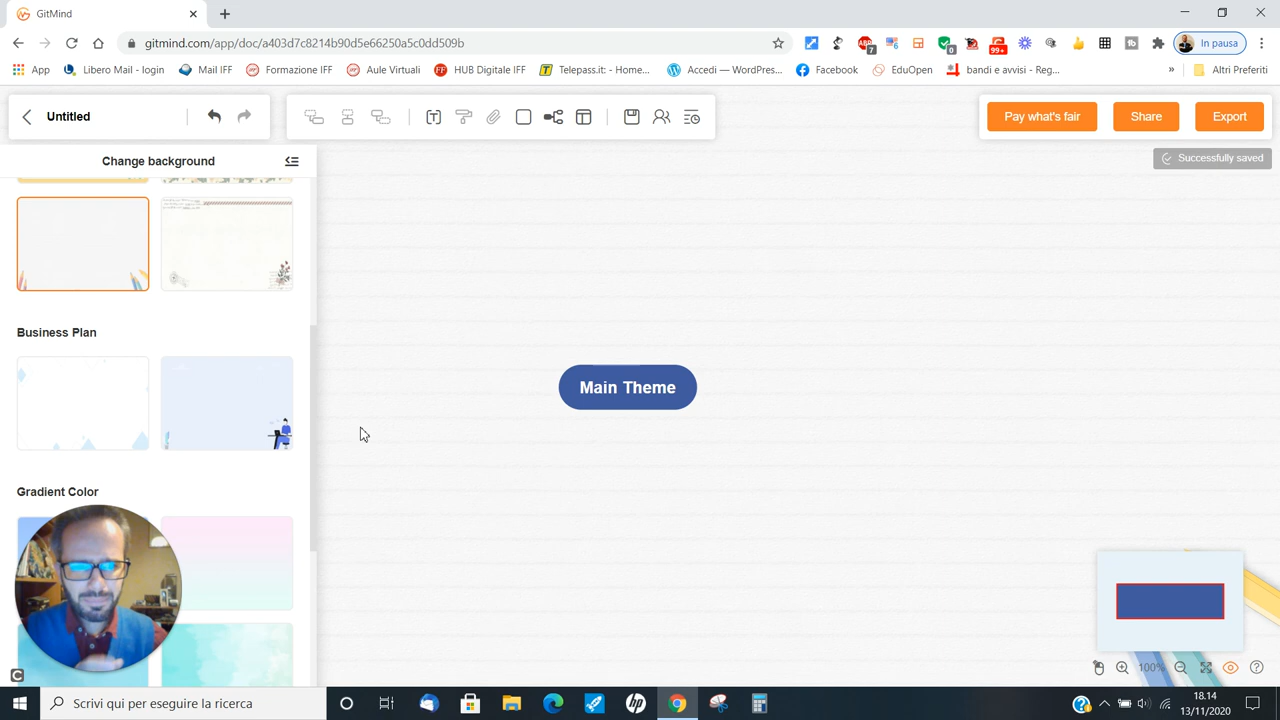 GitMind
gitmind.com/app/doc/a403d738214b90d5e66250a5c0dd509b
In pausa
App
Libero Mail - login
Mail IFF
Formazione IFF
Aule Virtuali
HUB Digitale IFF
Telepass.it: - Home...
Accedi — WordPres...
Facebook
EduOpen
bandi e avvisi - Reg...
»
Altri Preferiti
Untitled
Pay what's fair
Share
Export
Change background
Successfully saved
Business Plan
Main Theme
Gradient Color
100%
Scrivi qui per eseguire la ricerca
18.14
13/11/2020